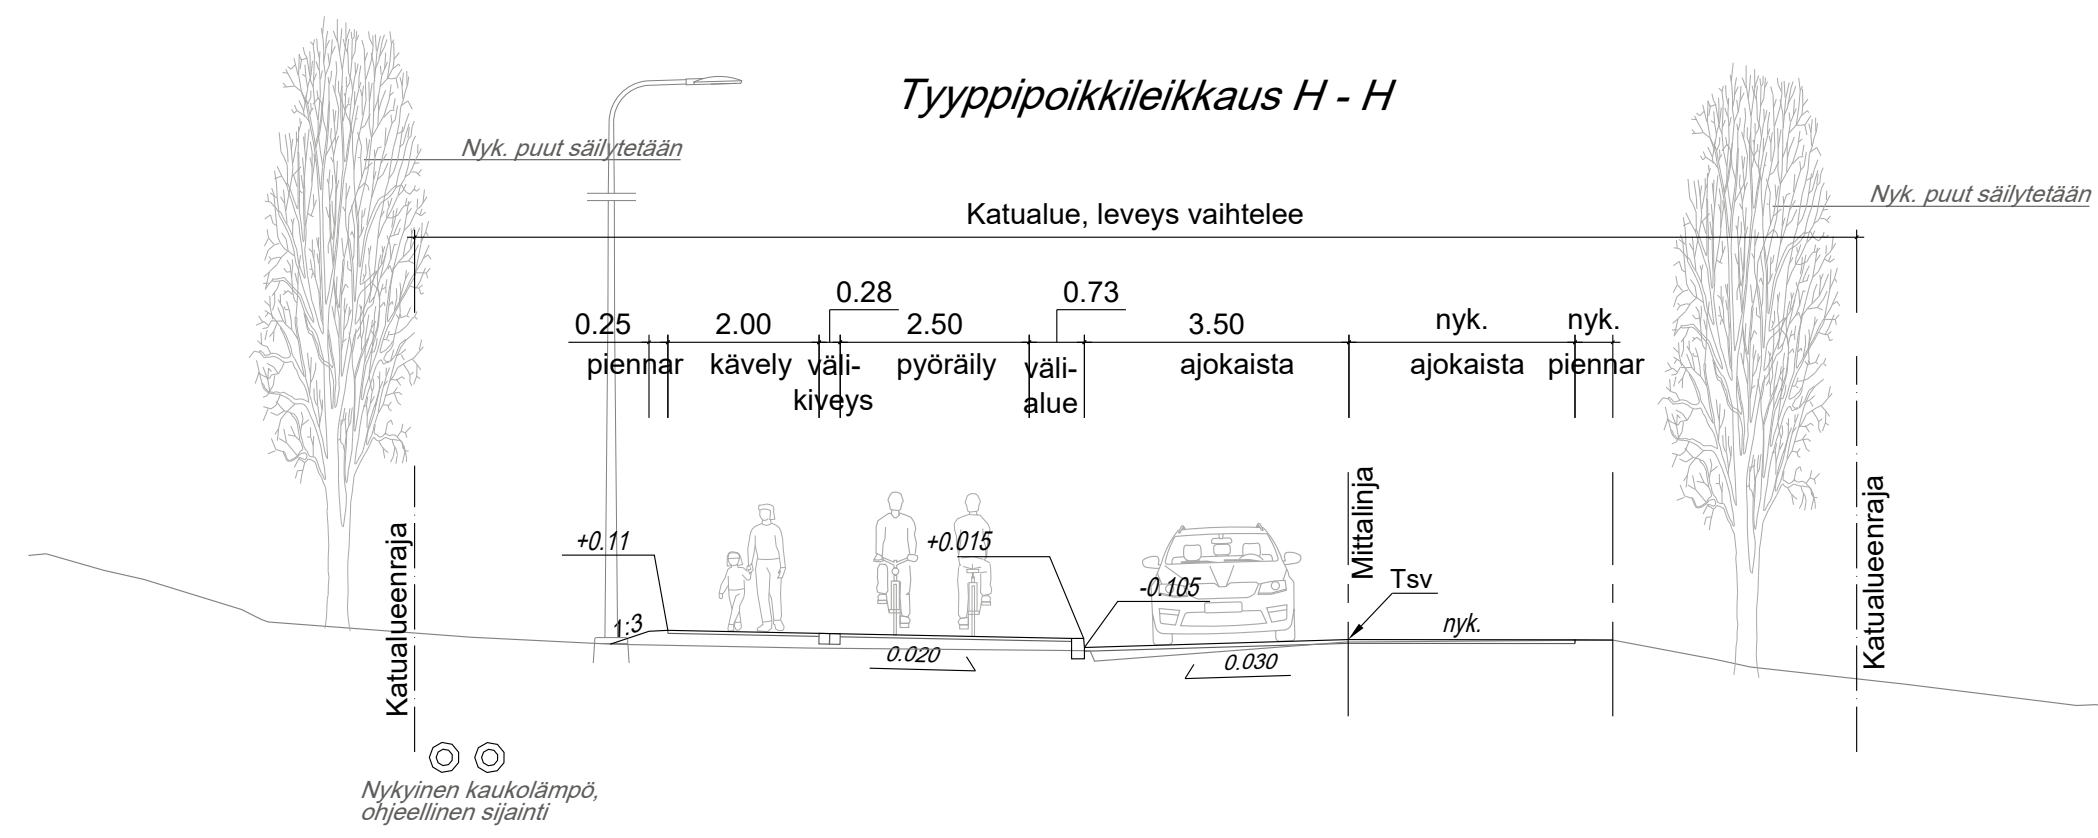 Tyyppipoikkileikkaus H - H
Nyk. puut säilytetään
Nyk. puut säilytetään
Katualue, leveys vaihtelee
0.28
0.73
0.25
2.00
2.50
3.50
nyk.
nyk.
piennar
kävely
väli-
kiveys
pyöräily
väli-
alue
ajokaista
ajokaista
piennar
Katualueenraja
Mittalinja
Katualueenraja
+0.11
+0.015
-0.105
Tsv
1:3
nyk.
0.020
0.030
Nykyinen kaukolämpö,
ohjeellinen sijainti